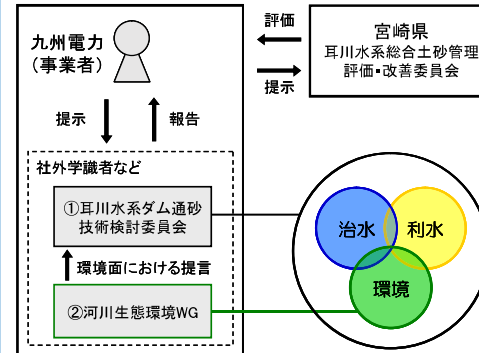 九州電力
(事業者)
評価
提示
宮崎県
耳川水系総合土砂管理
評価・改善委員会
提示
報告
社外学識者など
①耳川水系ダム通砂
技術検討委員会
環境面における提言
②河川生態環境WG
治水
利水
環境